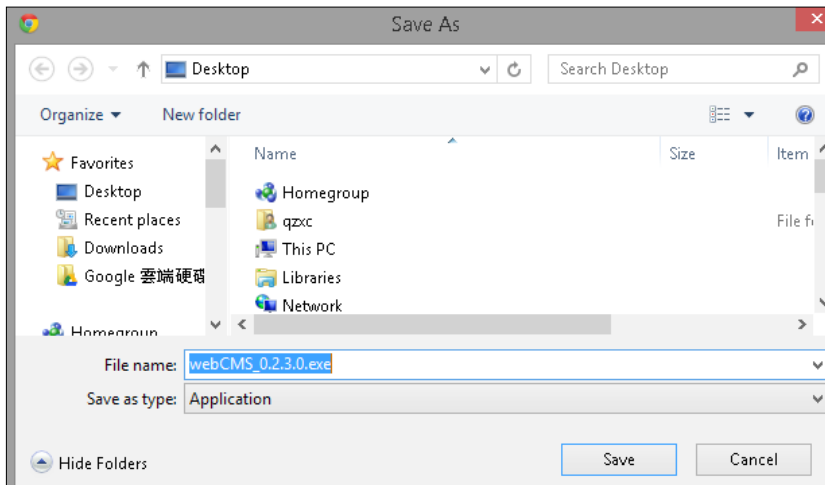 Save As
Desktop
Search Desktop
Organize
New folder
Favorites
Desktop
Recent places
Downloads
Google 雲端硬碟
Homegroup
Name
Size
Item
Homegroup
qzxc
File f
This PC
Libraries
Network
File name: webCMS_0.2.3.0.exe
Save as type: Application
Hide Folders
Save
Cancel